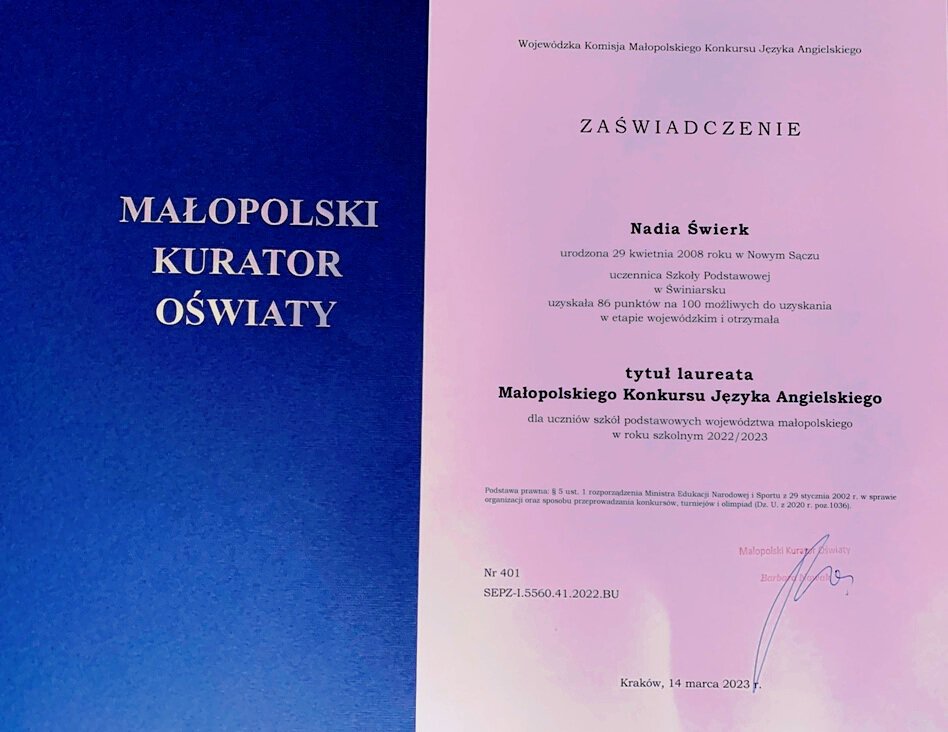 MAŁOPOLSKI
KURATOR
OŚWIATY
Wojewódzka Komisja Małopolskiego Konkursu Języka Angielskiego
ZAŚWIADCZENIE
Nadia Świerk
urodzona 29 kwietnia 2008 roku w Nowym Sączu
uczennica Szkoły Podstawowej
w Świniarsku
uzyskała 86 punktów na 100 możliwych do uzyskania
w etapie wojewódzkim i otrzymała
tytuł laureata
Małopolskiego Konkursu Języka Angielskiego
dla uczniów szkół podstawowych województwa małopolskiego
w roku szkolnym 2022/2023
Podstawa prawna: § 5 ust. 1 rozporządzenia Ministra Edukacji Narodowej i Sportu z 29 stycznia 2002 r. w sprawie
organizacji oraz sposobu przeprowadzania konkursów, turniejów i olimpiad (Dz. U. z 2020 r. poz.1036).
Małopolski Kurator Oświaty
Barbara
Nr 401
SEPZ-I.5560.41.2022.BU
Kraków, 14 marca 2023 r.